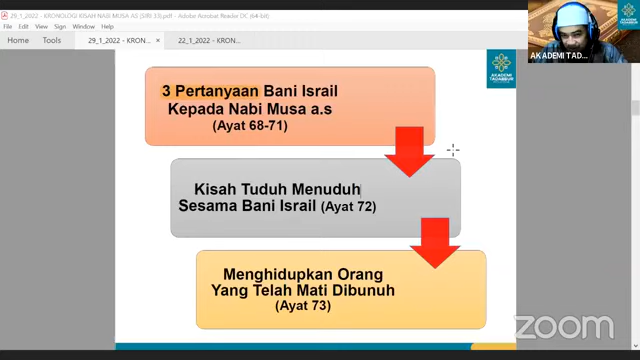 29_1_2022 - KRONOLOGI KISAH NABI MUSA AS (SIRI 33).pdf - Adobe Acrobat Reader DC (64-bit)
File Edit View Sign Window Help
Home Tools 29_1_2022 - KRON... × 22_1_2022 - KRON...
AKADEMI TAD...
AKADEMI
TADABBUR
3 Pertanyaan Bani Israil
Kepada Nabi Musa a.s
(Ayat 68-71)
Kisah Tuduh Menuduh
Sesama Bani Israil (Ayat 72)
Menghidupkan Orang
Yang Telah Mati Dibunuh
(Ayat 73)
zoom